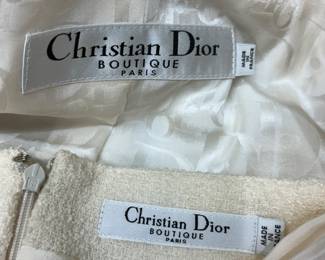 Christian Dior
BOUTIQUE
PARIS
MADE
IN
FRANCE
Christian Dior
BOUTIQUE
PARIS
MADE
IN
FRANCE